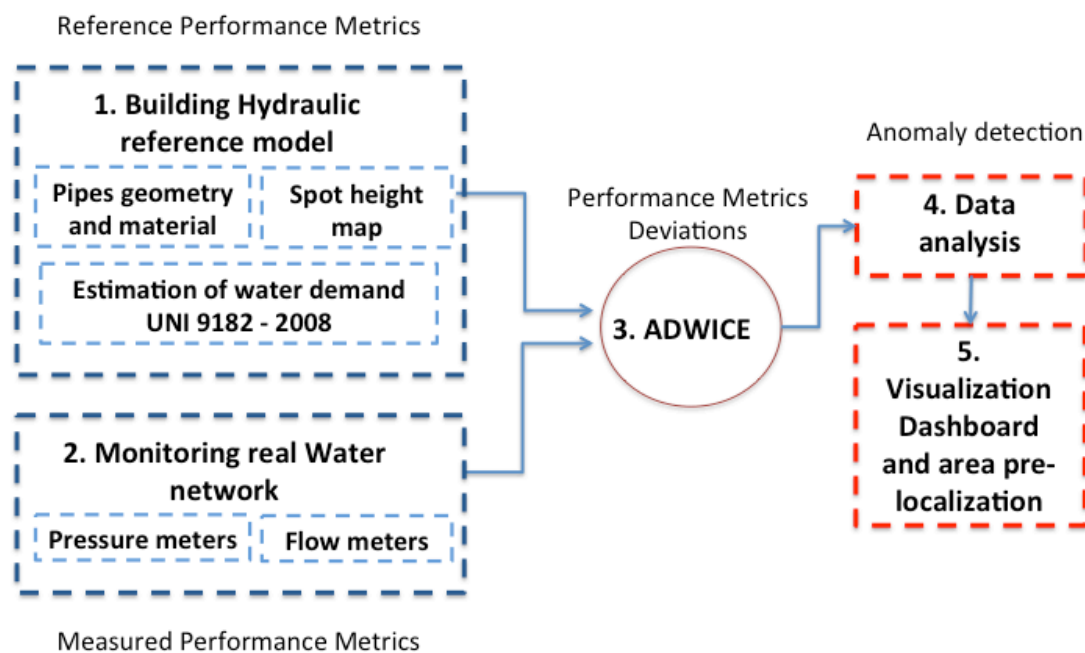 Reference Performance Metrics
1. Building Hydraulic
reference model
Pipes geometry
and material
Spot height
map
Estimation of water demand
UNI 9182 - 2008
2. Monitoring real Water
network
Pressure meters
Flow meters
Measured Performance Metrics
Performance Metrics
Deviations
3. ADWICE
Anomaly detection
4. Data
analysis
5.
Visualization
Dashboard
and area pre-
localization